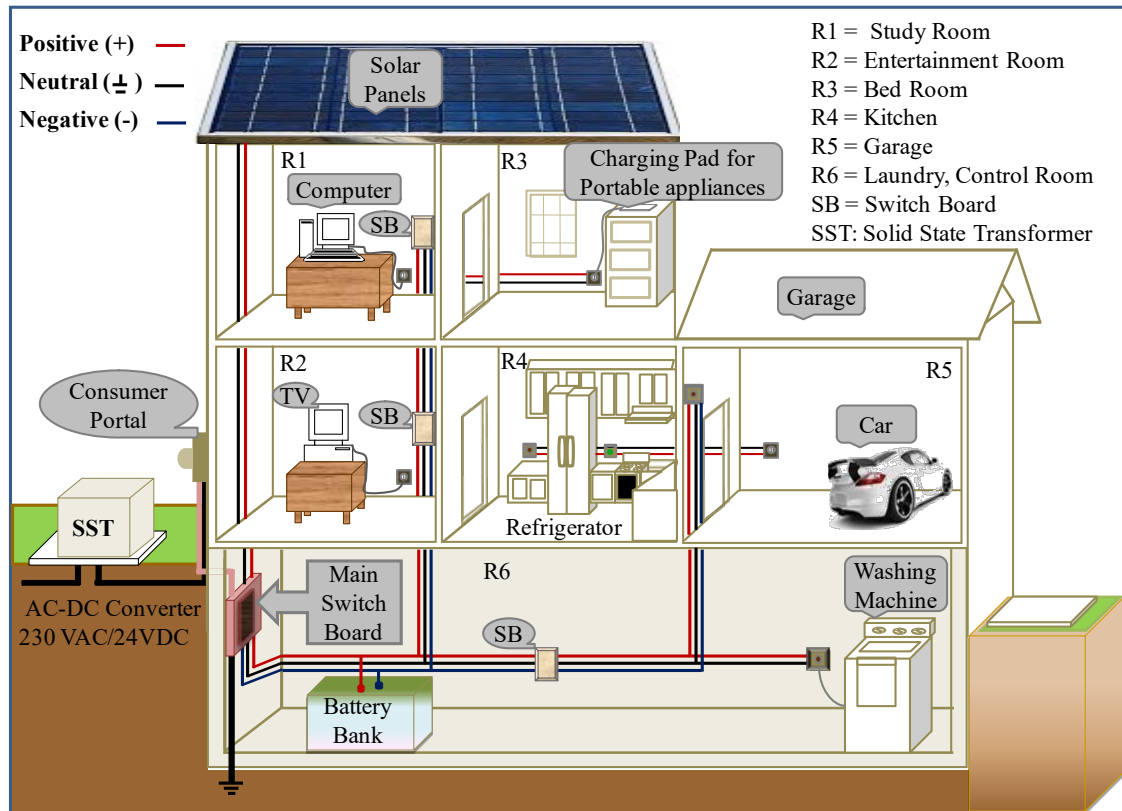 Positive (+)
Neutral (⏚)
Negative (-)
Solar
Panels
R1 = Study Room
R2 = Entertainment Room
R3 = Bed Room
R4 = Kitchen
R5 = Garage
R6 = Laundry, Control Room
SB = Switch Board
SST: Solid State Transformer
R1
Computer
SB
R3
Charging Pad for
Portable appliances
Garage
R2
TV
SB
R4
Refrigerator
R5
Car
Consumer
Portal
SST
AC-DC Converter
230 VAC/24VDC
Main
Switch
Board
R6
SB
Washing
Machine
Battery
Bank